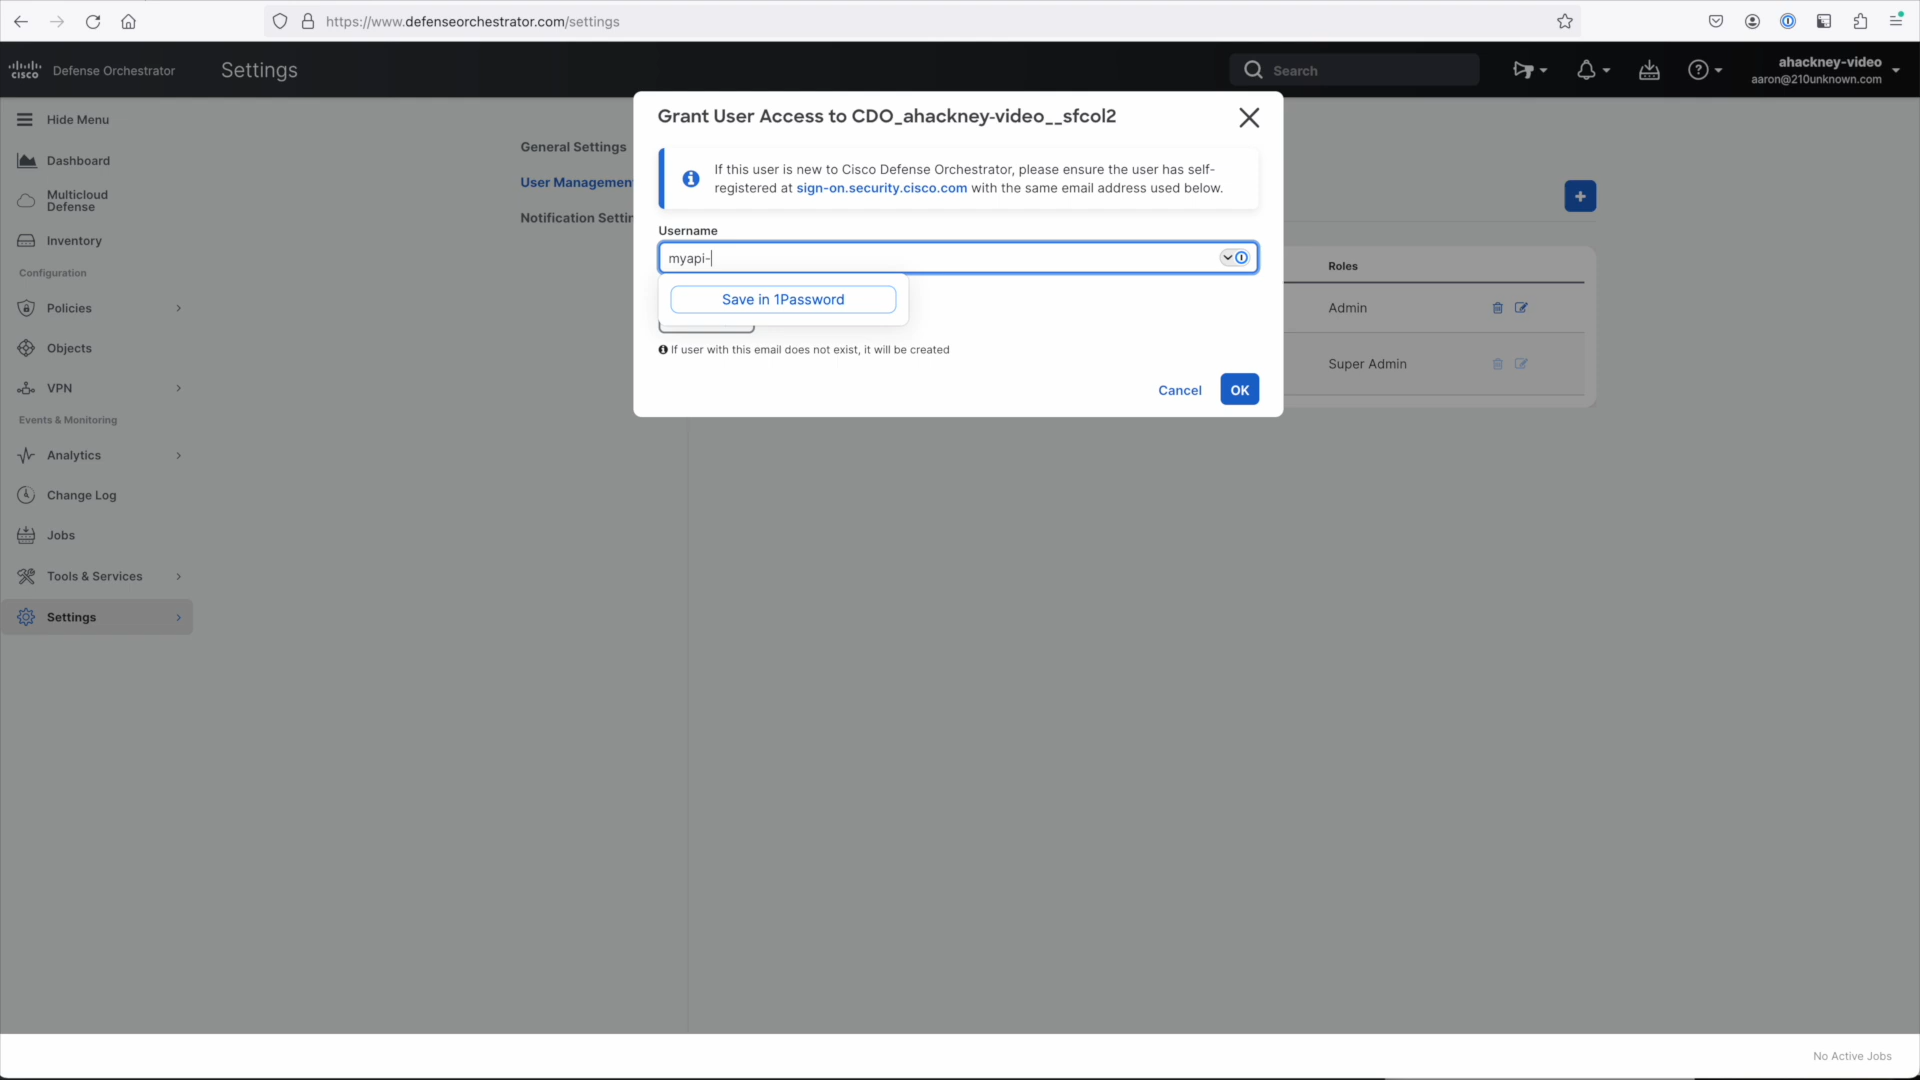 https://www.defenseorchestrator.com/settings
cisco
Defense Orchestrator
Settings
Search
ahackney-video
aaron@210unknown.com
Hide Menu
Dashboard
Multicloud
Defense
Inventory
Configuration
Policies
Objects
VPN
Events & Monitoring
Analytics
Change Log
Jobs
Tools & Services
Settings
General Settings
User Managemen
Notification Settin
Grant User Access to CDO_ahackney-video__sfcol2
If this user is new to Cisco Defense Orchestrator, please ensure the user has self-
registered at sign-on.security.cisco.com with the same email address used below.
Username
myapi-
Save in 1Password
If user with this email does not exist, it will be created
Cancel
OK
Roles
Admin
Super Admin
No Active Jobs